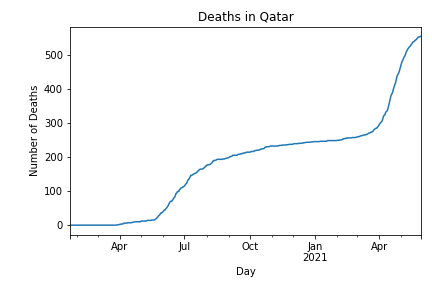 Deaths in Qatar
Number of Deaths
500
400
300
200
100
0
Apr
Jul
Oct
Jan
2021
Apr
Day